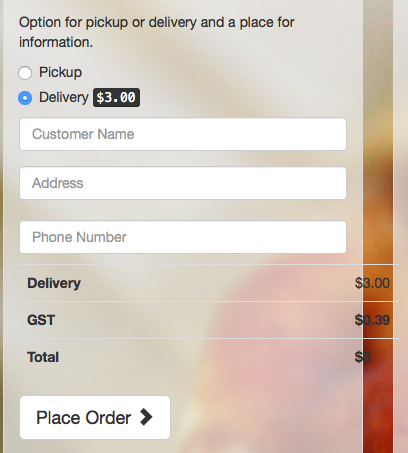 Option for pickup or delivery and a place for
information.
Pickup
Delivery $3.00
Customer Name
Address
Phone Number
Delivery $3.00
GST $0.39
Total $3
Place Order